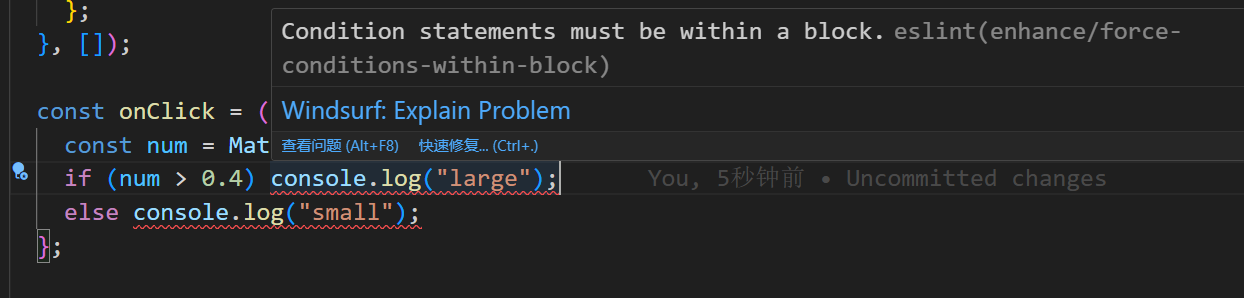 };
}, []);
Condition statements must be within a block. eslint(enhance/force-
conditions-within-block)
Windsurf: Explain Problem
查看问题 (Alt+F8) 快速修复... (Ctrl+.)
const onClick = (
const num = Mat
if (num > 0.4) console.log("large"); You, 5秒钟前 • Uncommitted changes
else console.log("small");
};